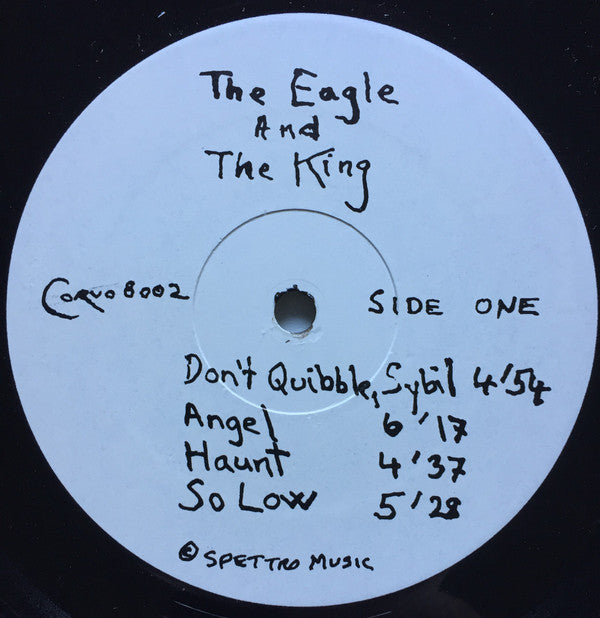 The Eagle
And
The King
Corvo 8002
SIDE ONE
Don't Quibble, Sybil 4'54
Angel 6'17
Haunt 4'37
So Low 5'28
© SPETTRO MUSIC